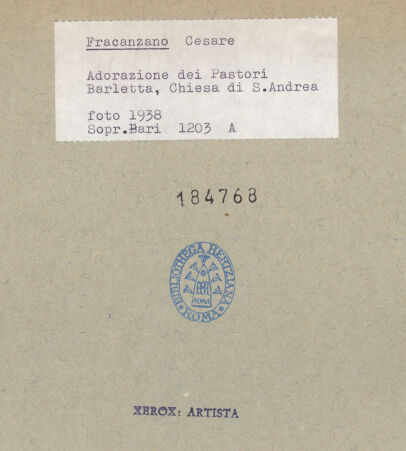 Fracanzano Cesare
Adorazione dei Pastori
Barletta, Chiesa di S.Andrea
foto 1938
Sopr.Bari 1203 A
184768
BIBLIOTHECA HERTZIANA
ROMA
ROMA
XEROX: ARTISTA